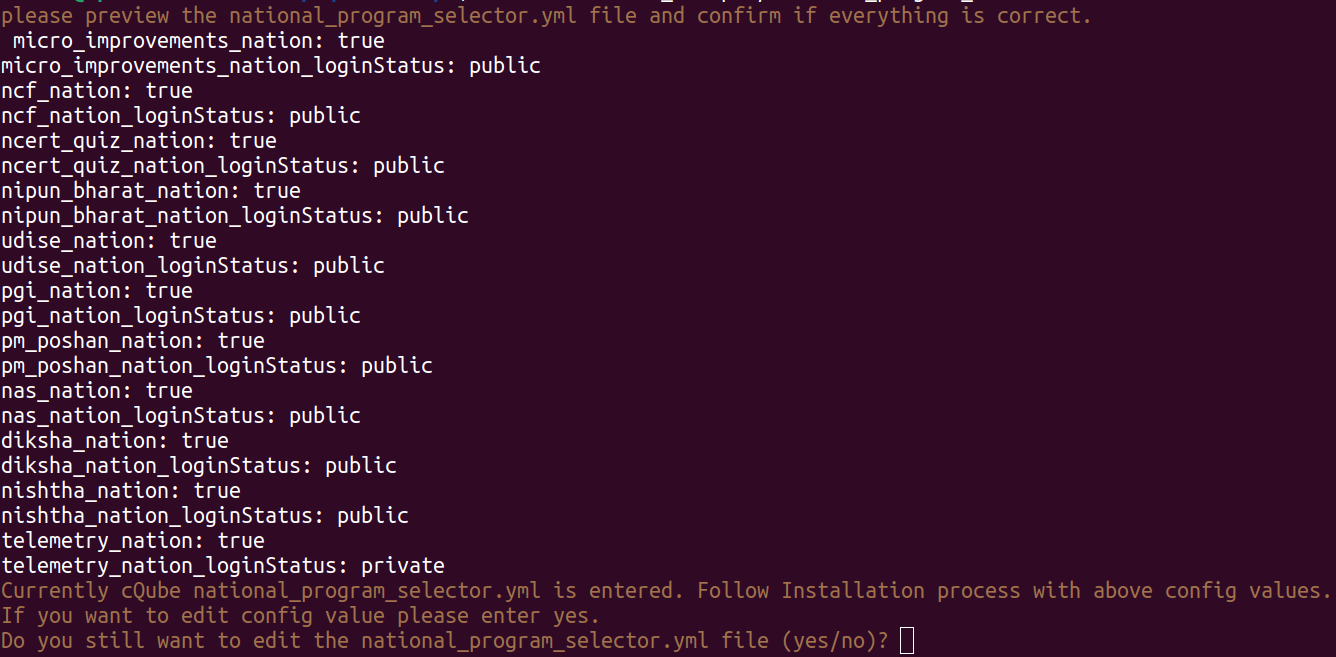 please preview the national_program_selector.yml file and confirm if everything is correct.
micro_improvements_nation: true
micro_improvements_nation_loginStatus: public
ncf_nation: true
ncf_nation_loginStatus: public
ncert_quiz_nation: true
ncert_quiz_nation_loginStatus: public
nipun_bharat_nation: true
nipun_bharat_nation_loginStatus: public
udise_nation: true
udise_nation_loginStatus: public
pgi_nation: true
pgi_nation_loginStatus: public
pm_poshan_nation: true
pm_poshan_nation_loginStatus: public
nas_nation: true
nas_nation_loginStatus: public
diksha_nation: true
diksha_nation_loginStatus: public
nishtha_nation: true
nishtha_nation_loginStatus: public
telemetry_nation: true
telemetry_nation_loginStatus: private
Currently cQube national_program_selector.yml is entered. Follow Installation process with above config values.
If you want to edit config value please enter yes.
Do you still want to edit the national_program_selector.yml file (yes/no)?